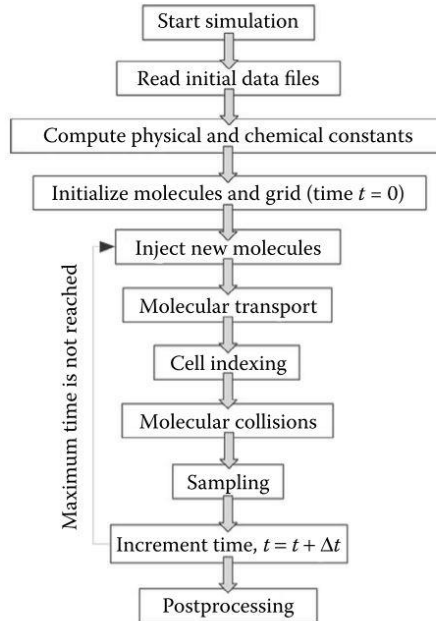 Start simulation
Read initial data files
Compute physical and chemical constants
Initialize molecules and grid (time t = 0)
Inject new molecules
Molecular transport
Cell indexing
Molecular collisions
Sampling
Increment time, t = t + Δt
Postprocessing
Maximum time is not reached